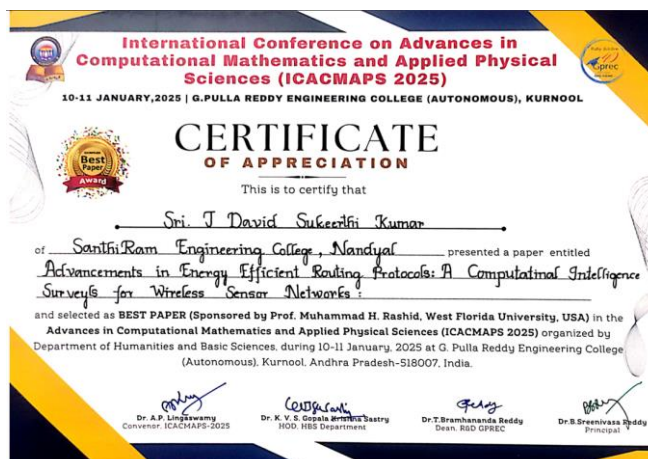 International Conference on Advances in
Computational Mathematics and Applied Physical
Sciences (ICACMAPS 2025)
10-11 JANUARY,2025 | G.PULLA REDDY ENGINEERING COLLEGE (AUTONOMOUS), KURNOOL
Gprec
CERTIFICATE
OF APPRECIATION
Best
Paper
Award
This is to certify that
Sri. J David Sukeerthi Kumar
of SanthiRam Engineering College, Nandyal presented a paper entitled
Advancements in Energy Efficient Routing Protocols: A Computatinal Intelligence
Surveyls for Wireless Sensor Networks :
and selected as BEST PAPER (Sponsored by Prof. Muhammad H. Rashid, West Florida University, USA) in the
Advances in Computational Mathematics and Applied Physical Sciences (ICACMAPS 2025) organized by
Department of Humanities and Basic Sciences, during 10-11 January, 2025 at G. Pulla Reddy Engineering College
(Autonomous), Kurnool, Andhra Pradesh-518007, India.
Dr. A.P. Lingaswamy
Convenor, ICACMAPS-2025
Dr. K. V. S. Gopala Krishna Sastry
HOD, HBS Department
Dr.T.Bramhananda Reddy
Dean, R&D GPREC
Dr.B.Sreenivasa Reddy
Principal